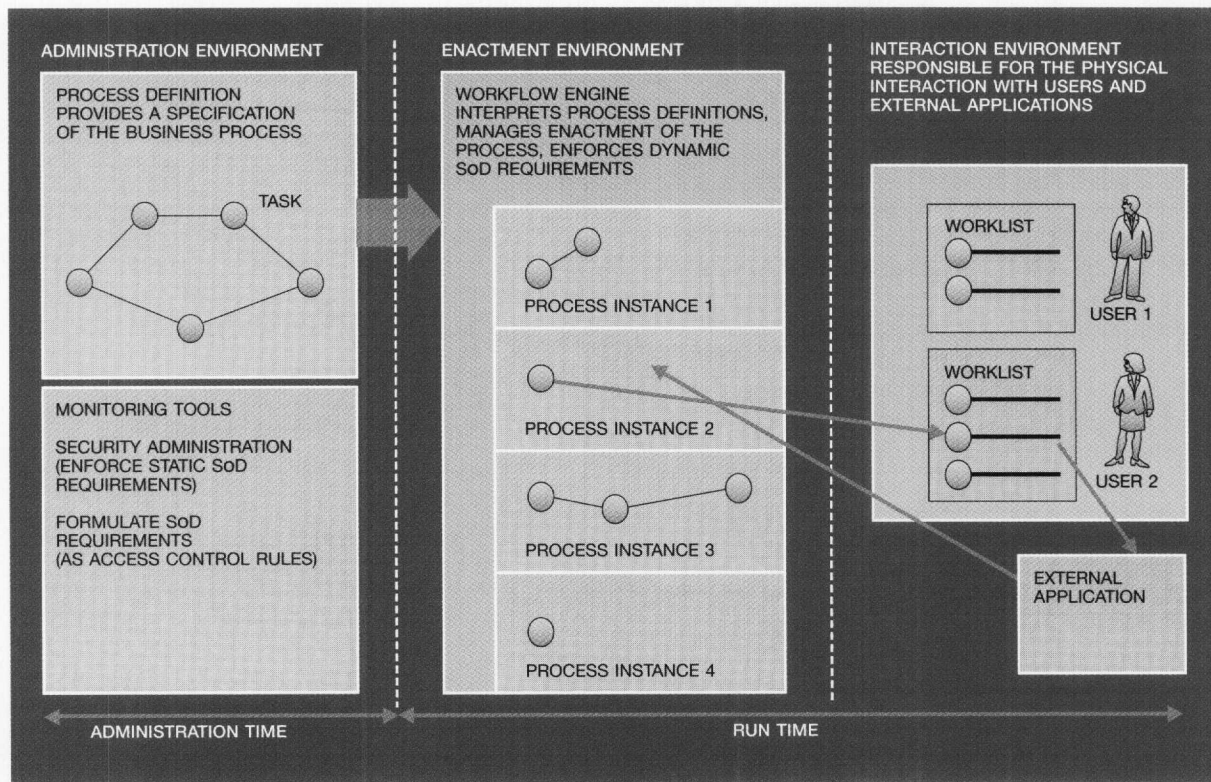 ADMINISTRATION ENVIRONMENT
PROCESS DEFINITION
PROVIDES A SPECIFICATION
OF THE BUSINESS PROCESS
TASK
MONITORING TOOLS
SECURITY ADMINISTRATION
(ENFORCE STATIC SoD
REQUIREMENTS)
FORMULATE SoD
REQUIREMENTS
(AS ACCESS CONTROL RULES)
ENACTMENT ENVIRONMENT
WORKFLOW ENGINE
INTERPRETS PROCESS DEFINITIONS,
MANAGES ENACTMENT OF THE
PROCESS, ENFORCES DYNAMIC
SoD REQUIREMENTS
PROCESS INSTANCE 1
PROCESS INSTANCE 2
PROCESS INSTANCE 3
PROCESS INSTANCE 4
INTERACTION ENVIRONMENT
RESPONSIBLE FOR THE PHYSICAL
INTERACTION WITH USERS AND
EXTERNAL APPLICATIONS
WORKLIST
USER 1
WORKLIST
USER 2
EXTERNAL
APPLICATION
ADMINISTRATION TIME
RUN TIME